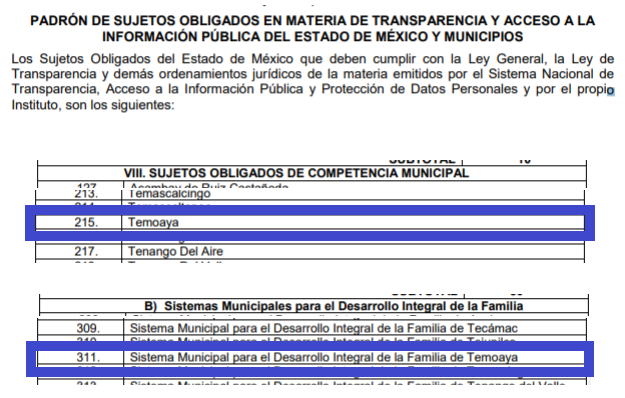 PADRÓN DE SUJETOS OBLIGADOS EN MATERIA DE TRANSPARENCIA Y ACCESO A LA
INFORMACIÓN PÚBLICA DEL ESTADO DE MÉXICO Y MUNICIPIOS
Los Sujetos Obligados del Estado de México que deben cumplir con la Ley General, la Ley de
Transparencia y demás ordenamientos jurídicos de la materia emitidos por el Sistema Nacional de
Transparencia, Acceso a la Información Pública y Protección de Datos Personales y por el propio
Instituto, son los siguientes:
VIII. SUJETOS OBLIGADOS DE COMPETENCIA MUNICIPAL
213. Temascalcingo
215. Temoaya
217. Tenango Del Aire
B) Sistemas Municipales para el Desarrollo Integral de la Familia
309. Sistema Municipal para el Desarrollo Integral de la Familia de Tecámac
311. Sistema Municipal para el Desarrollo Integral de la Familia de Temoaya